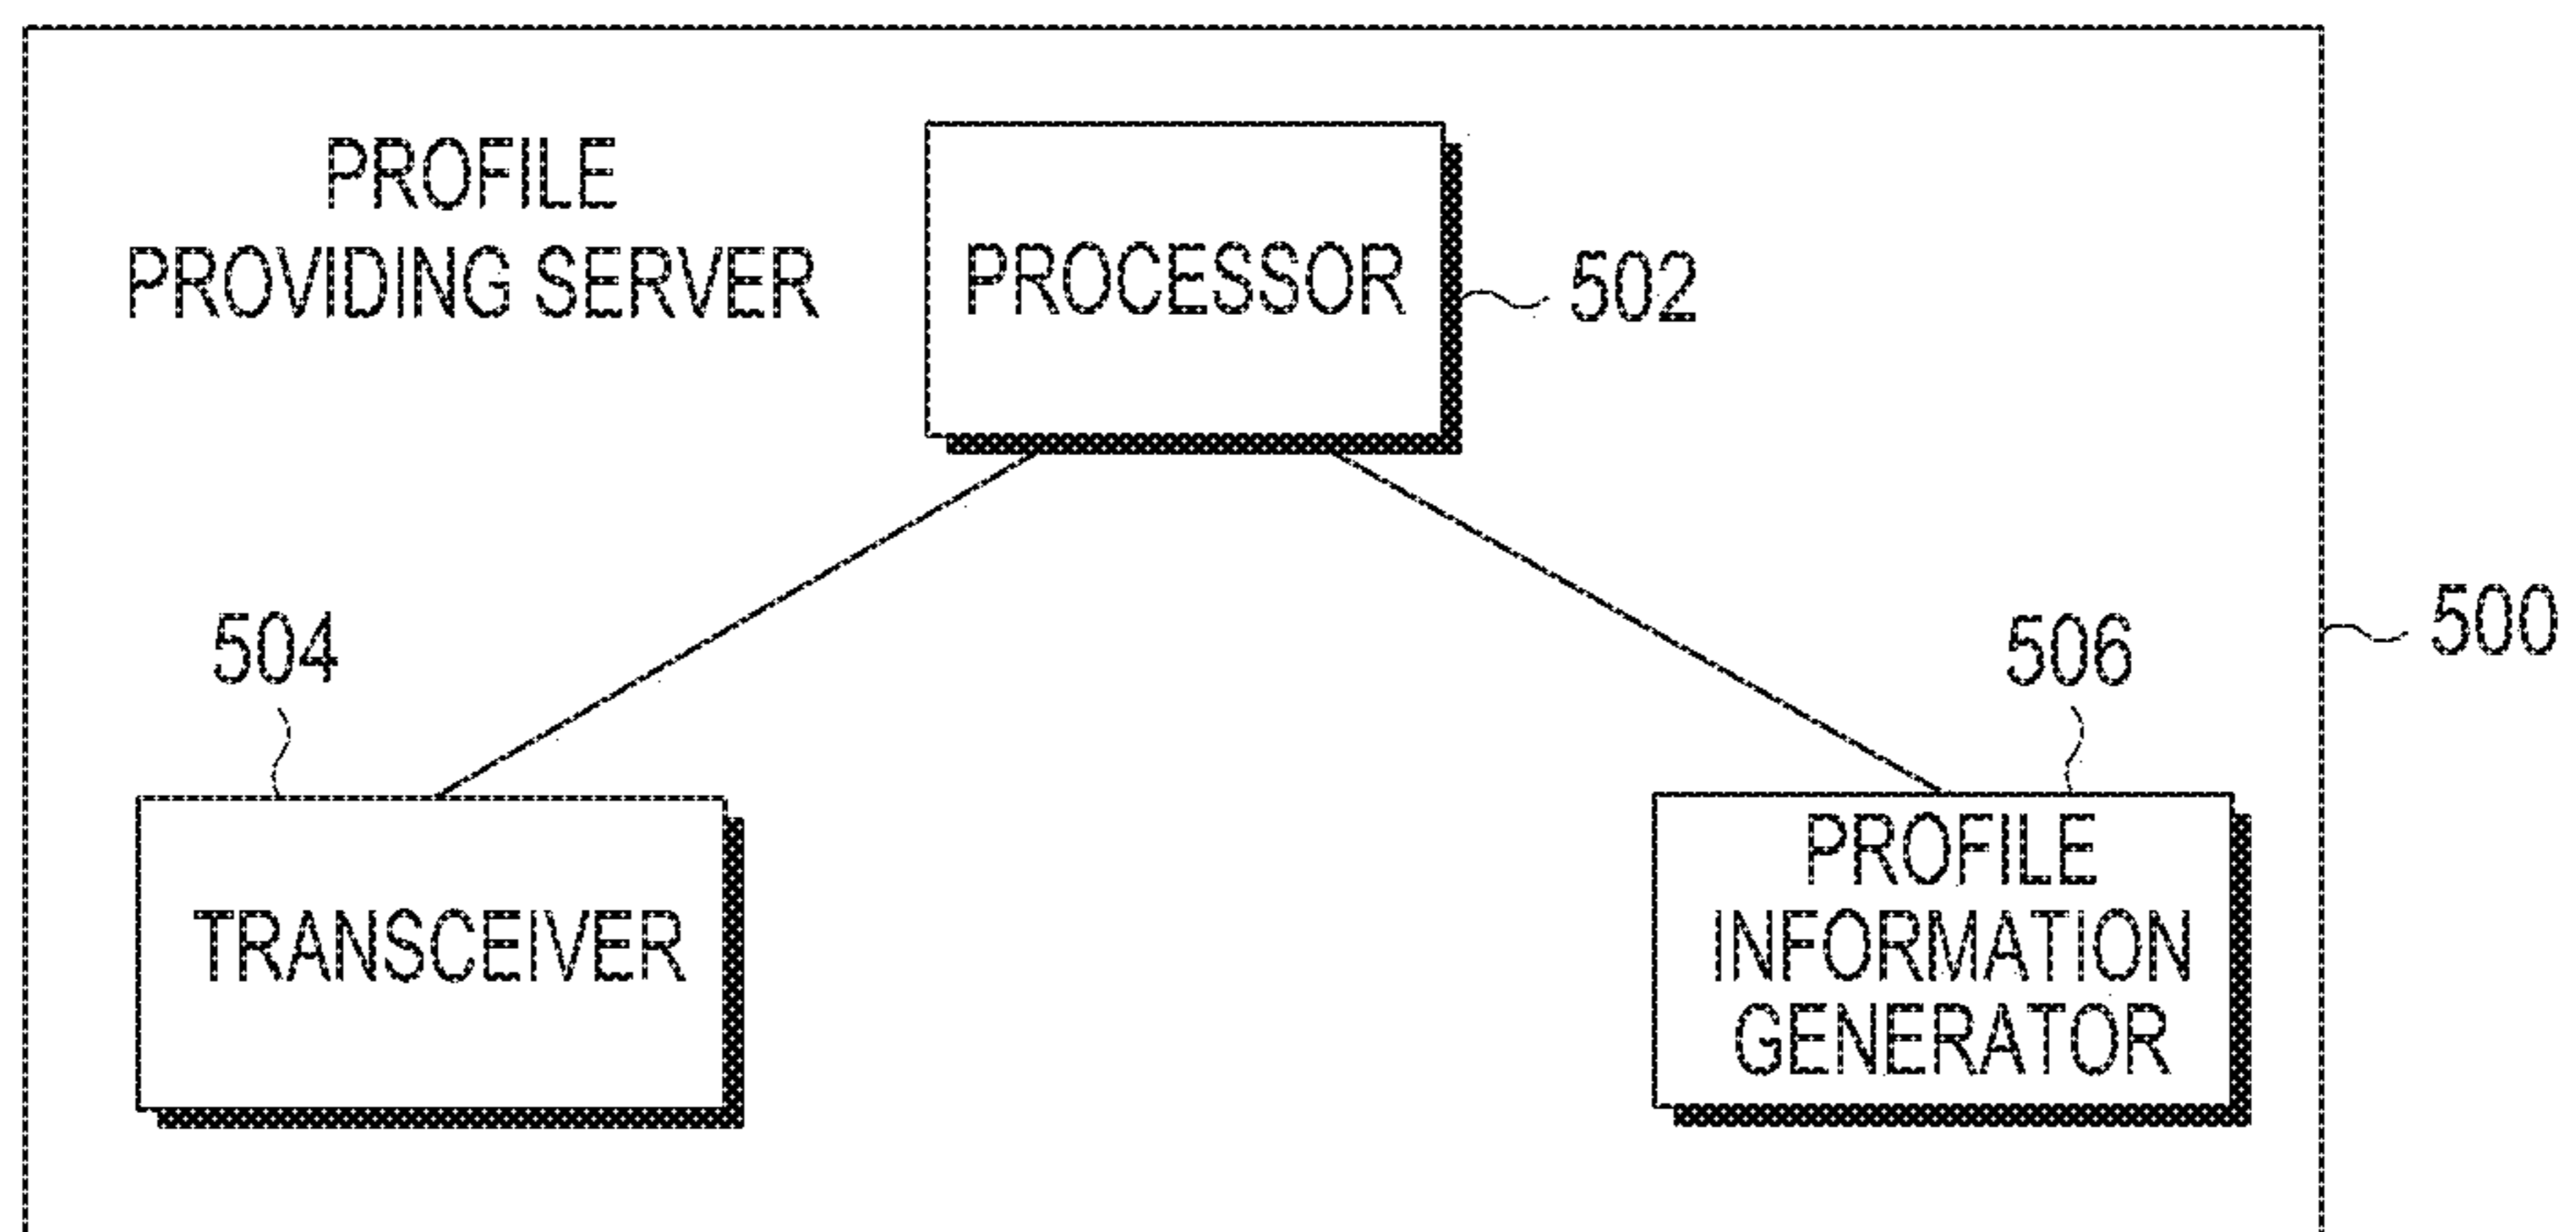 PROFILE
PROVIDING SERVER
PROCESSOR
502
504
506
500
TRANSCEIVER
PROFILE
INFORMATION
GENERATOR